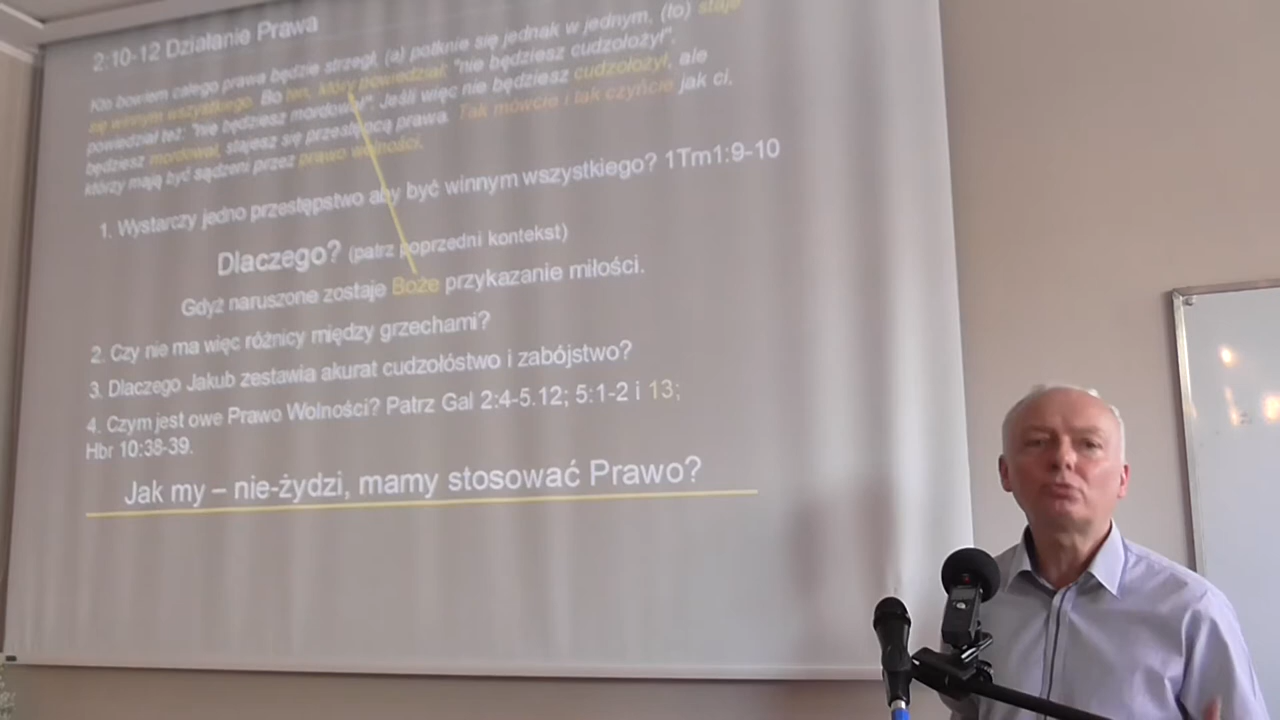 2:10-12 Działanie Prawa
Kto bowiem całego prawa będzie strzegł, (a) potknie się jednak w jednym, (to) staje
się winnym wszystkiego. Bo ten, który powiedział: "nie będziesz cudzołożył",
powiedział też: "nie będziesz mordował". Jeśli więc nie będziesz cudzołożył, ale
będziesz mordował, stajesz się przestępcą prawa. Tak mówcie i tak czyńcie jak ci,
którzy mają być sądzeni przez prawo wolności.
1. Wystarczy jedno przestępstwo aby być winnym wszystkiego? 1Tm1:9-10
Dlaczego? (patrz poprzedni kontekst)
Gdyż naruszone zostaje Boże przykazanie miłości.
2. Czy nie ma więc różnicy między grzechami?
3. Dlaczego Jakub zestawia akurat cudzołóstwo i zabójstwo?
4. Czym jest owe Prawo Wolności? Patrz Gal 2:4-5.12; 5:1-2 i 13;
Hbr 10:38-39.
Jak my – nie-żydzi, mamy stosować Prawo?